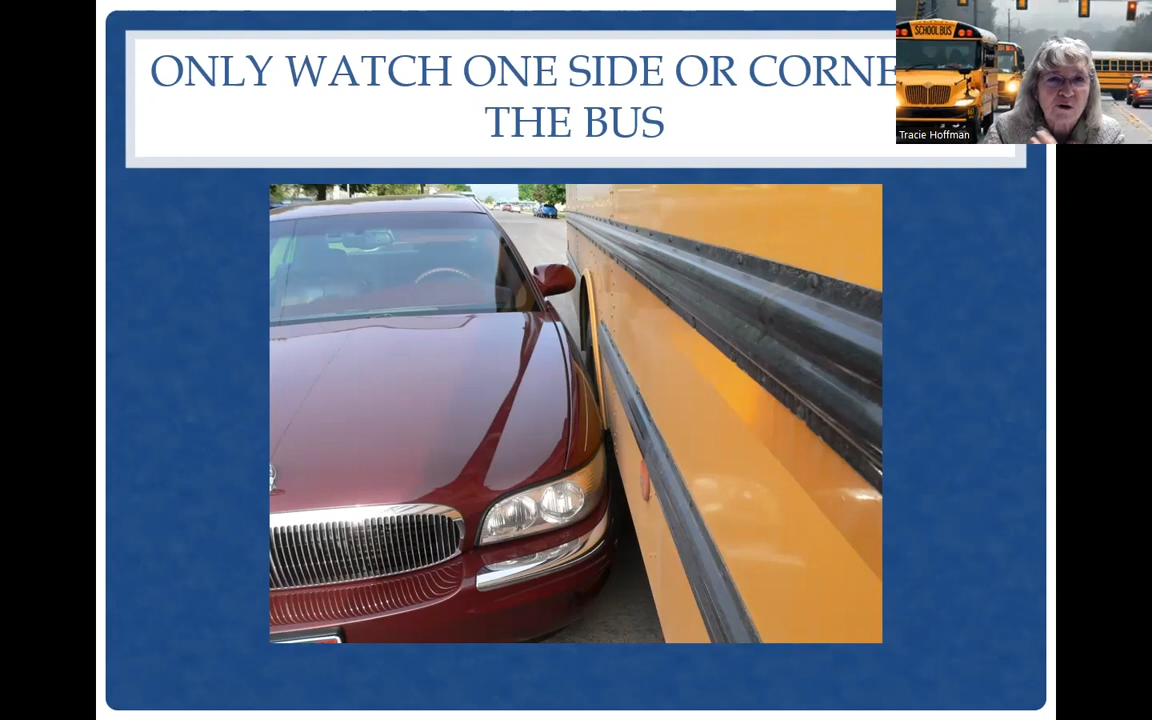 ONLY WATCH ONE SIDE OR CORNE
THE BUS
SCHOOL BUS
Tracie Hoffman